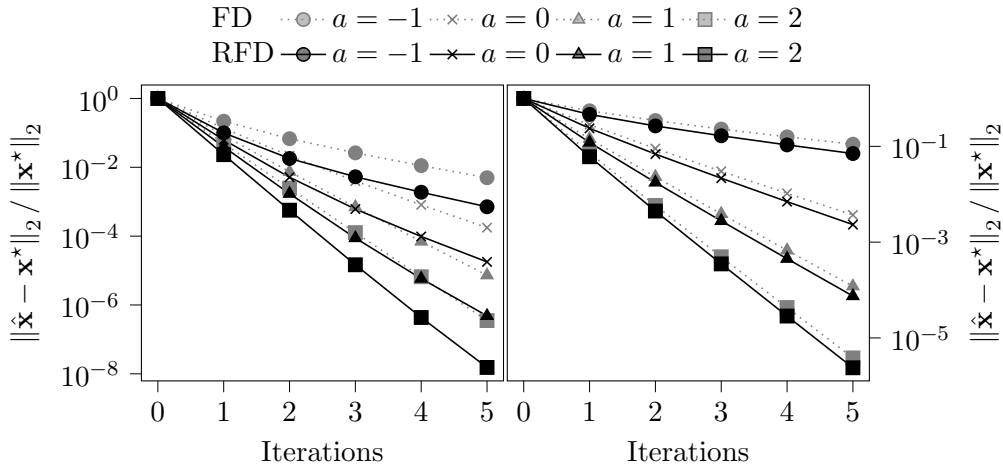 FD a = −1 a = 0 a = 1 a = 2
RFD a = −1 a = 0 a = 1 a = 2
10^0
10^−2
10^−4
10^−6
10^−8
‖x̂ − x⋆‖₂ / ‖x⋆‖₂
0 1 2 3 4 5
Iterations
0 1 2 3 4 5
Iterations
10^−1
10^−3
10^−5
‖x̂ − x⋆‖₂ / ‖x⋆‖₂